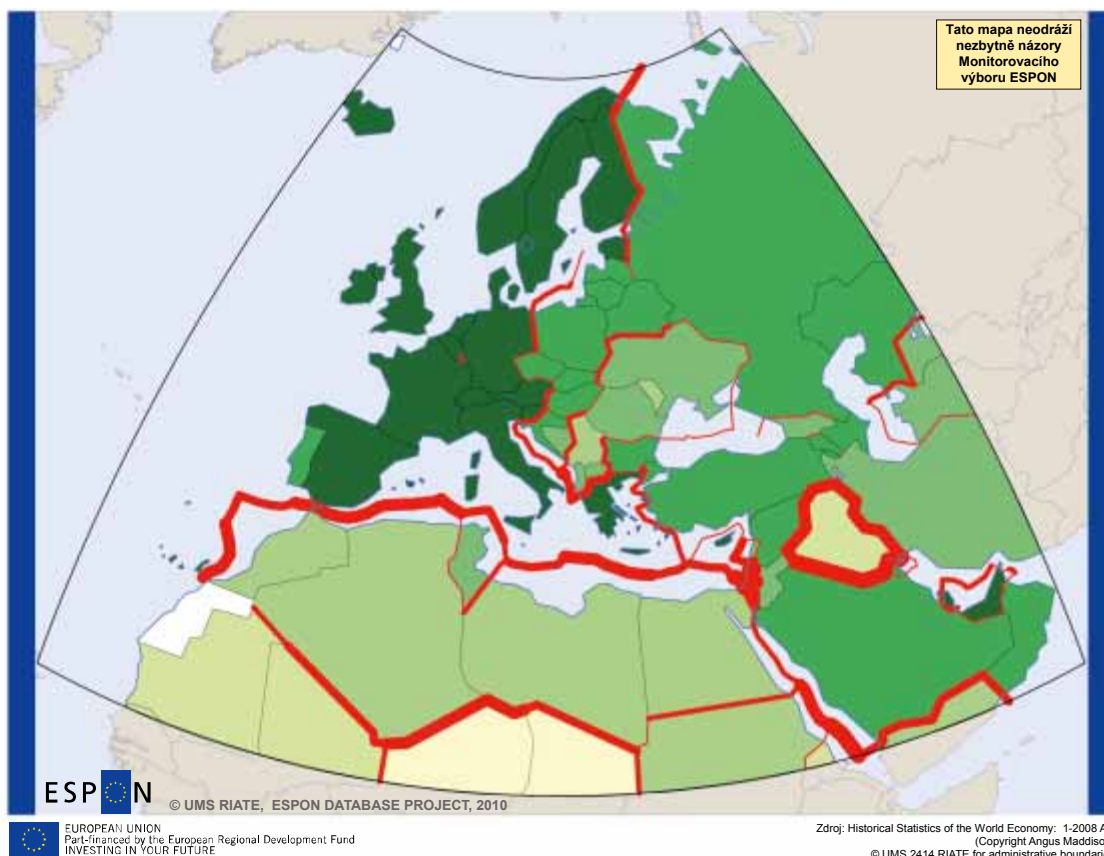 Tato mapa neodráží
nezbytně názory
Monitorovacího
výboru ESPON
ESPON
© UMS RIATE, ESPON DATABASE PROJECT, 2010
EUROPEAN UNION
Part-financed by the European Regional Development Fund
INVESTING IN YOUR FUTURE
Zdroj: Historical Statistics of the World Economy: 1-2008 A
(Copyright Angus Maddiso
© UMS 2414 RIATE for administrative boundari